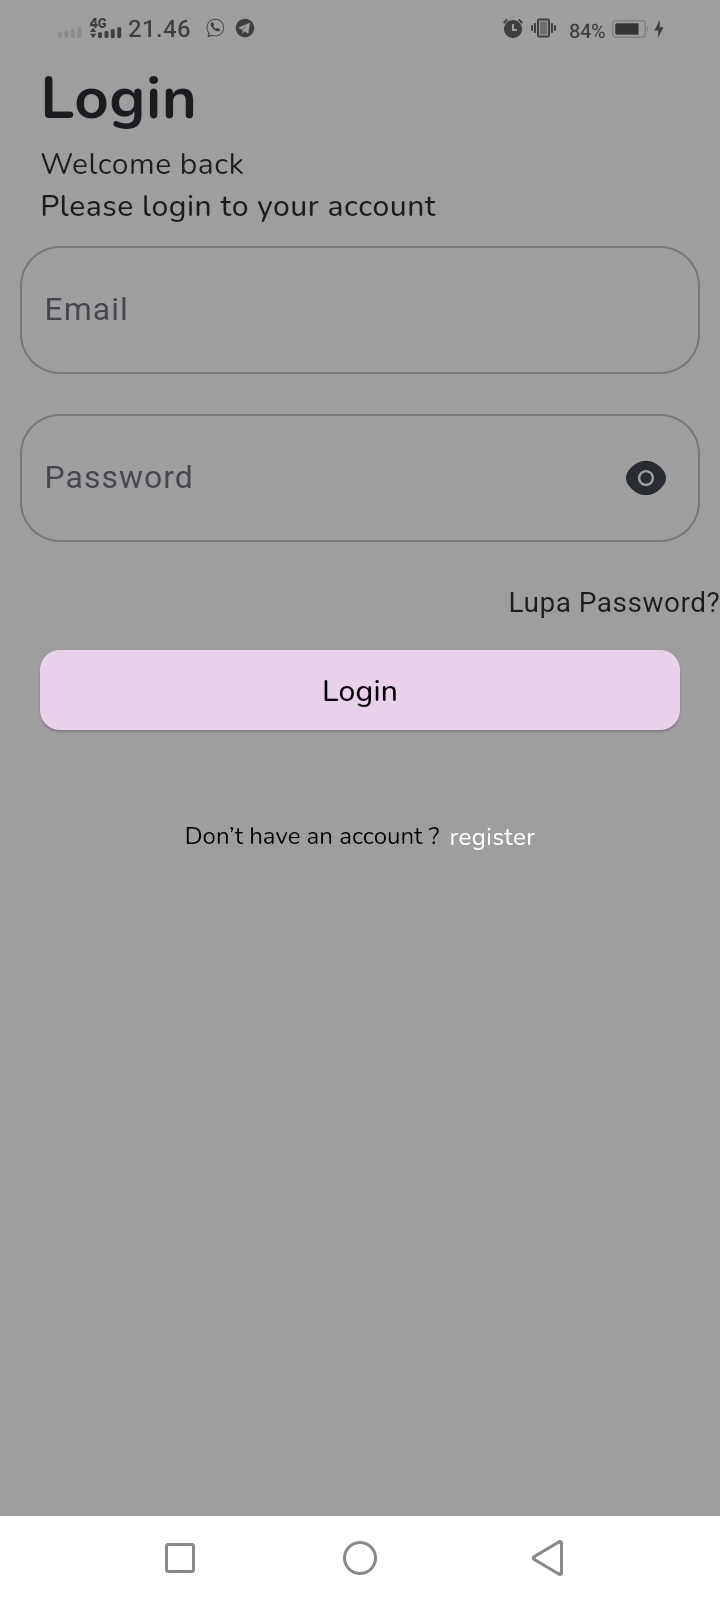 4G 21.46 84%
Login
Welcome back
Please login to your account
Email
Password
Lupa Password?
Login
Don’t have an account ? register